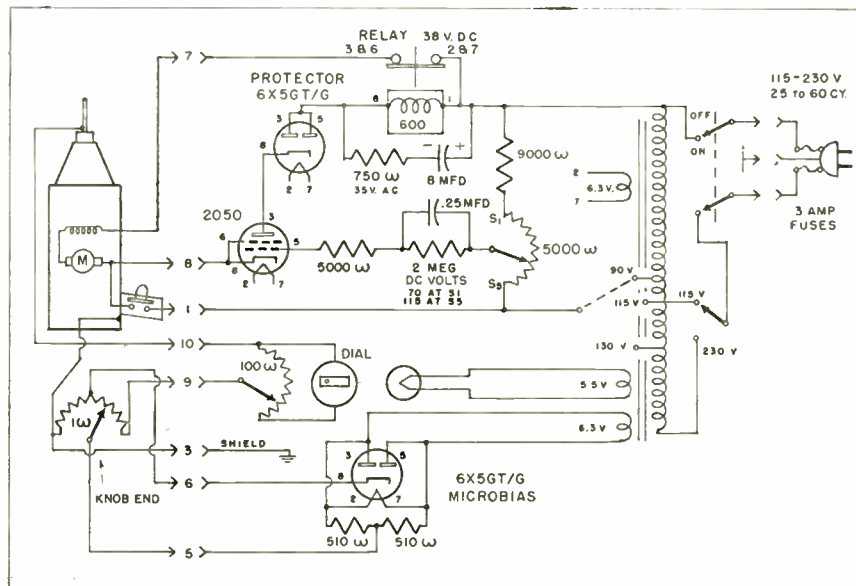 RELAY 38 V. DC
3 & 6 2 & 7
7
PROTECTOR
6X5GT/G
115-230 V
25 TO 60 CY.
OFF
ON
3 AMP
FUSES
3 5
8
2 7
8 1
600
- +
750 ω
35V. AC
8 MFD
9000 ω
2
6.3 V.
7
2050
3
6 5
8
2 7
8
5000 ω
.25 MFD
2 MEG
DC VOLTS
70 AT S1
118 AT S5
S1
5000 ω
S5
90 V
115 V
115 V
130 V
230 V
M
1
10
100 ω
9
DIAL
5.5 V
1 ω
3 SHIELD
6
KNOB END
5
6.3 V
3 5
8
2 7
6X5GT/G
MICROBIAS
510 ω 510 ω